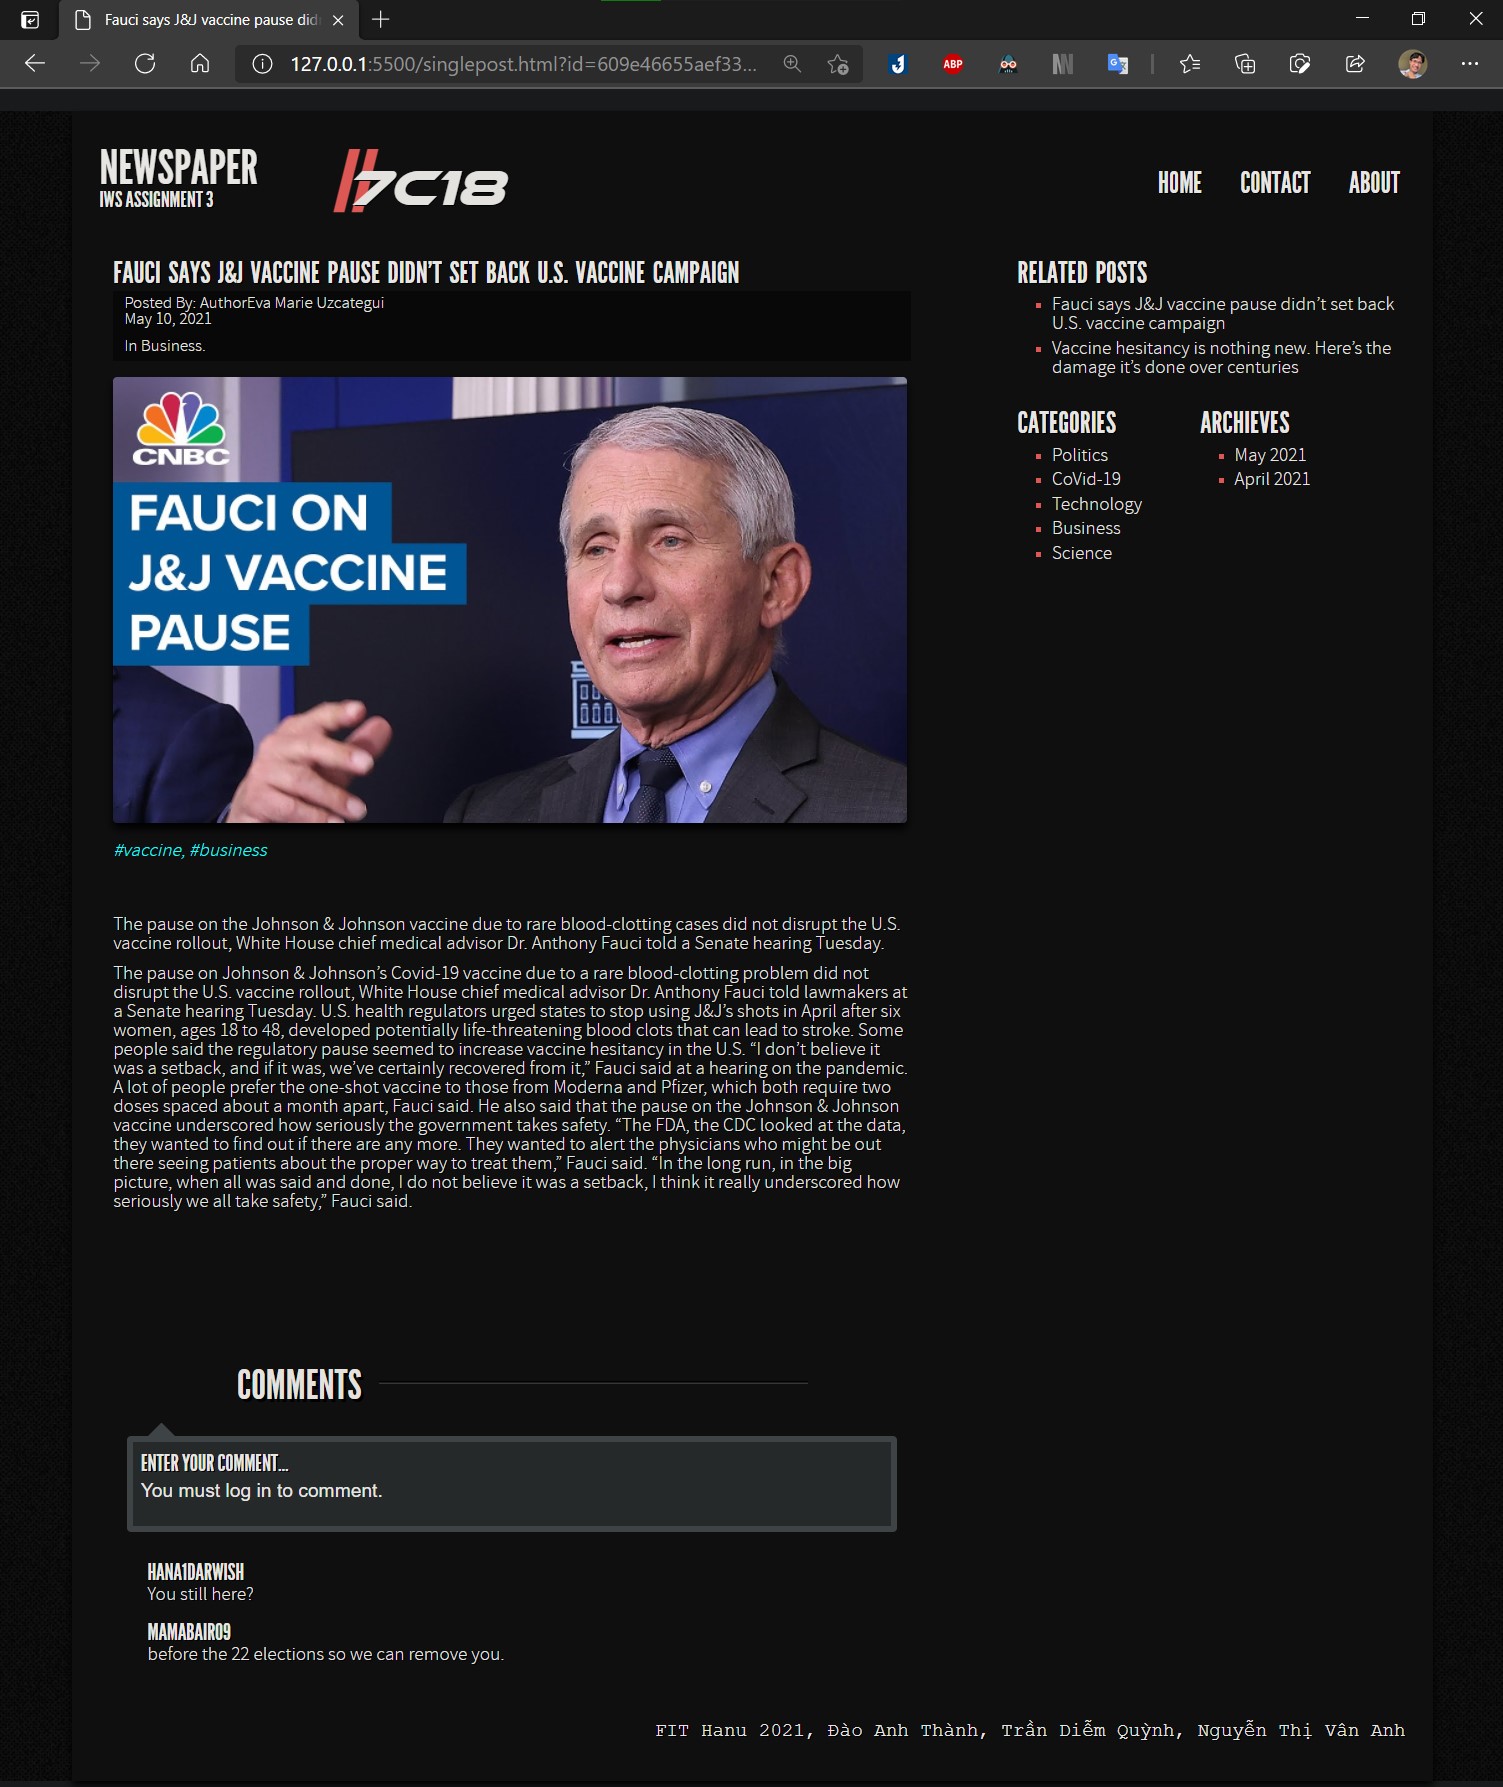 Fauci says J&J vaccine pause did
127.0.0.1:5500/singlepost.html?id=609e46655aef33...
ABP
NEWSPAPER
IWS ASSIGNMENT 3
7C18
HOME CONTACT ABOUT
FAUCI SAYS J&J VACCINE PAUSE DIDN'T SET BACK U.S. VACCINE CAMPAIGN
Posted By: AuthorEva Marie Uzcategui
May 10, 2021
In Business.
CNBC
FAUCI ON
J&J VACCINE
PAUSE
#vaccine, #business
The pause on the Johnson & Johnson vaccine due to rare blood-clotting cases did not disrupt the U.S.
vaccine rollout, White House chief medical advisor Dr. Anthony Fauci told a Senate hearing Tuesday.
The pause on Johnson & Johnson’s Covid-19 vaccine due to a rare blood-clotting problem did not
disrupt the U.S. vaccine rollout, White House chief medical advisor Dr. Anthony Fauci told lawmakers at
a Senate hearing Tuesday. U.S. health regulators urged states to stop using J&J’s shots in April after six
women, ages 18 to 48, developed potentially life-threatening blood clots that can lead to stroke. Some
people said the regulatory pause seemed to increase vaccine hesitancy in the U.S. “I don’t believe it
was a setback, and if it was, we’ve certainly recovered from it,” Fauci said at a hearing on the pandemic.
A lot of people prefer the one-shot vaccine to those from Moderna and Pfizer, which both require two
doses spaced about a month apart, Fauci said. He also said that the pause on the Johnson & Johnson
vaccine underscored how seriously the government takes safety. “The FDA, the CDC looked at the data,
they wanted to find out if there are any more. They wanted to alert the physicians who might be out
there seeing patients about the proper way to treat them,” Fauci said. “In the long run, in the big
picture, when all was said and done, I do not believe it was a setback, I think it really underscored how
seriously we all take safety,” Fauci said.
RELATED POSTS
Fauci says J&J vaccine pause didn’t set back
U.S. vaccine campaign
Vaccine hesitancy is nothing new. Here’s the
damage it’s done over centuries
CATEGORIES
Politics
CoVid-19
Technology
Business
Science
ARCHIEVES
May 2021
April 2021
COMMENTS
ENTER YOUR COMMENT...
You must log in to comment.
HANA1DARWISH
You still here?
MAMABAIR09
before the 22 elections so we can remove you.
FIT Hanu 2021, Đào Anh Thành, Trần Diễm Quỳnh, Nguyễn Thị Vân Anh